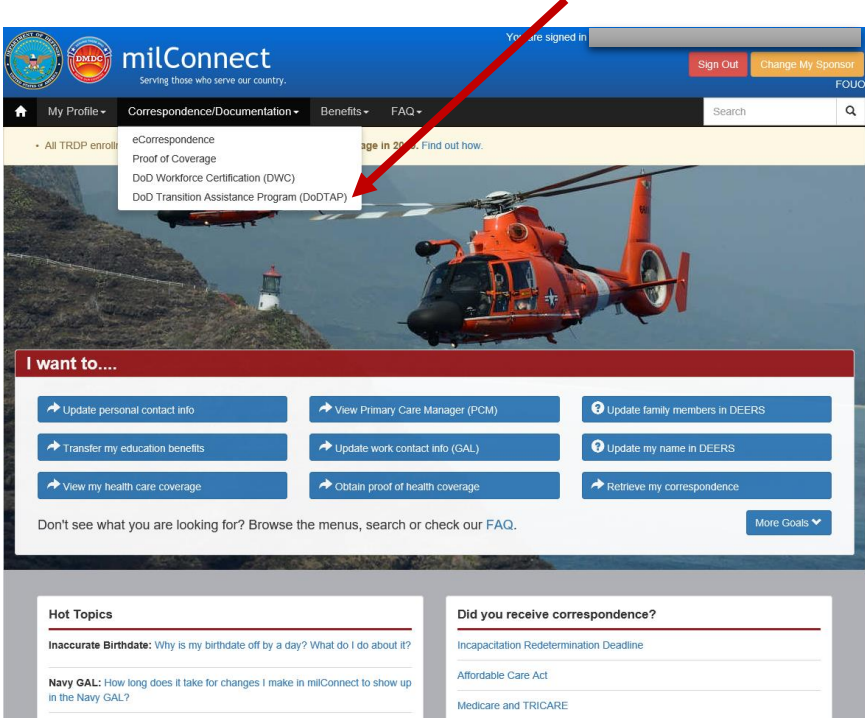 You are signed in
DMDC
milConnect
Serving those who serve our country.
Sign Out
Change My Sponsor
FOUO
My Profile
Correspondence/Documentation
Benefits
FAQ
Search
• All TRDP enroll
age in 20
. Find out how.
eCorrespondence
Proof of Coverage
DoD Workforce Certification (DWC)
DoD Transition Assistance Program (DoDTAP)
I want to....
Update personal contact info
View Primary Care Manager (PCM)
Update family members in DEERS
Transfer my education benefits
Update work contact info (GAL)
Update my name in DEERS
View my health care coverage
Obtain proof of health coverage
Retrieve my correspondence
Don't see what you are looking for? Browse the menus, search or check our FAQ.
More Goals
Hot Topics
Inaccurate Birthdate: Why is my birthdate off by a day? What do I do about it?
Navy GAL: How long does it take for changes I make in milConnect to show up
in the Navy GAL?
Did you receive correspondence?
Incapacitation Redetermination Deadline
Affordable Care Act
Medicare and TRICARE